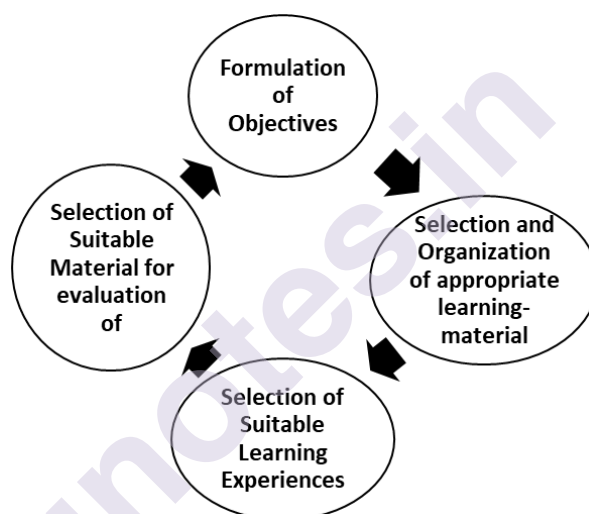 Formulation
of
Objectives
Selection and
Organization
of appropriate
learning-
material
Selection of
Suitable
Learning
Experiences
Selection of
Suitable
Material for
evaluation
of